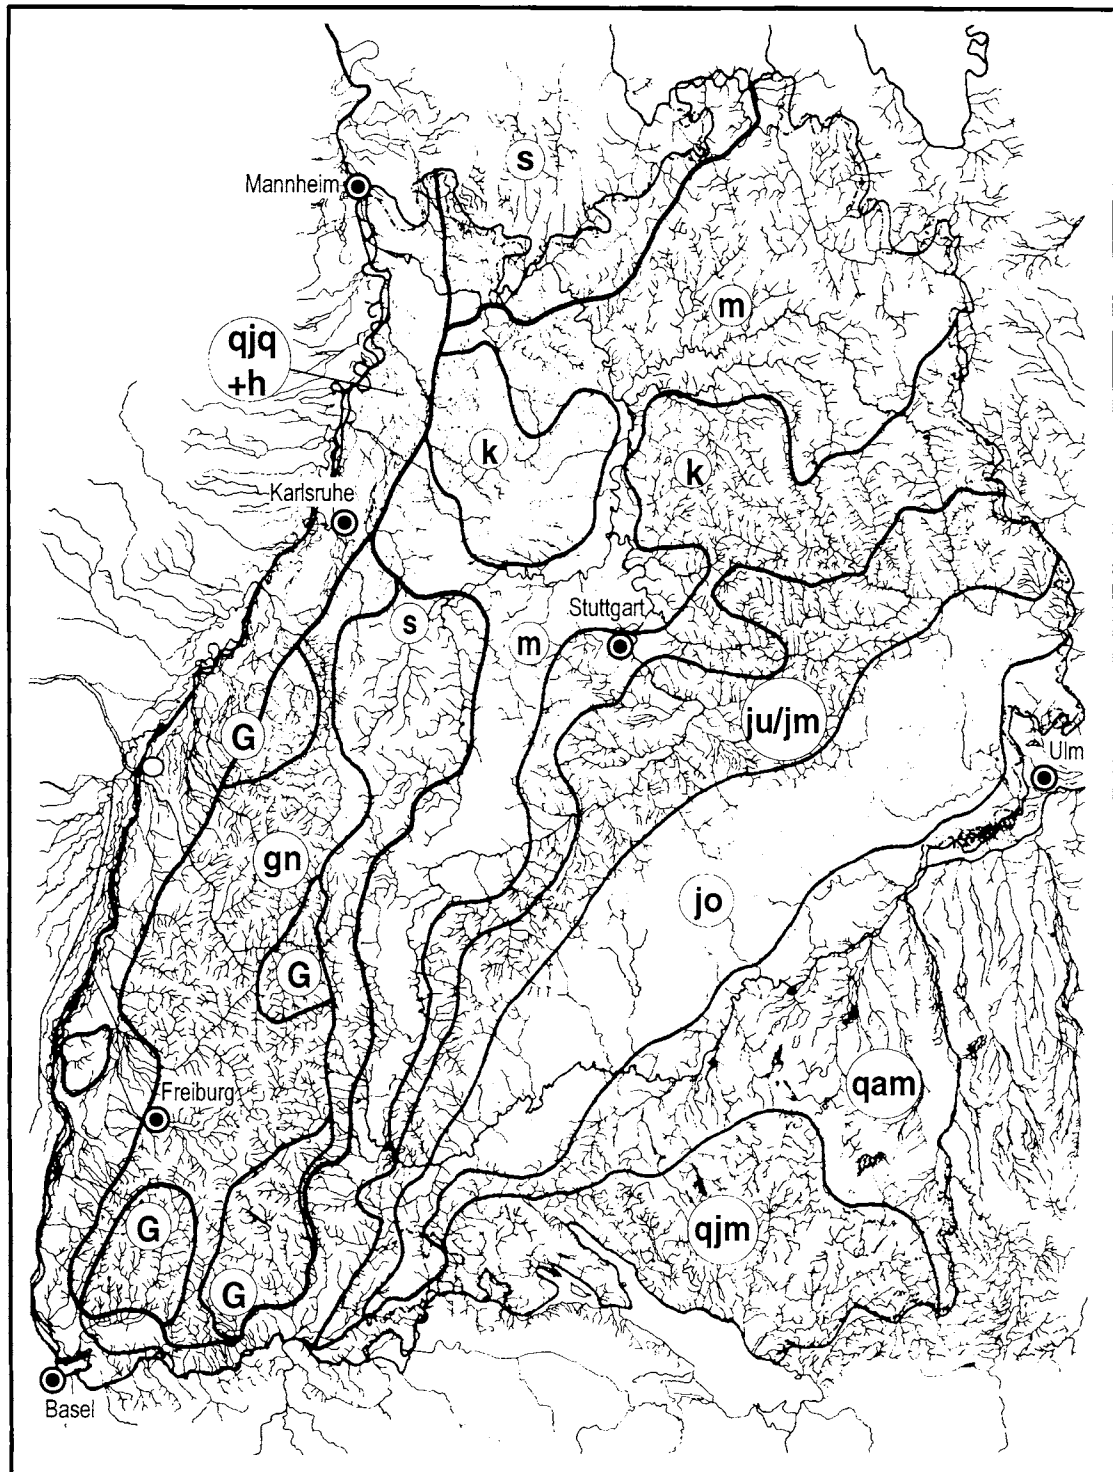 s
Mannheim
m
qjq
+h
k
k
Karlsruhe
s
Stuttgart
m
G
ju/jm
Ulm
gn
jo
G
qam
Freiburg
G
qjm
G
Basel